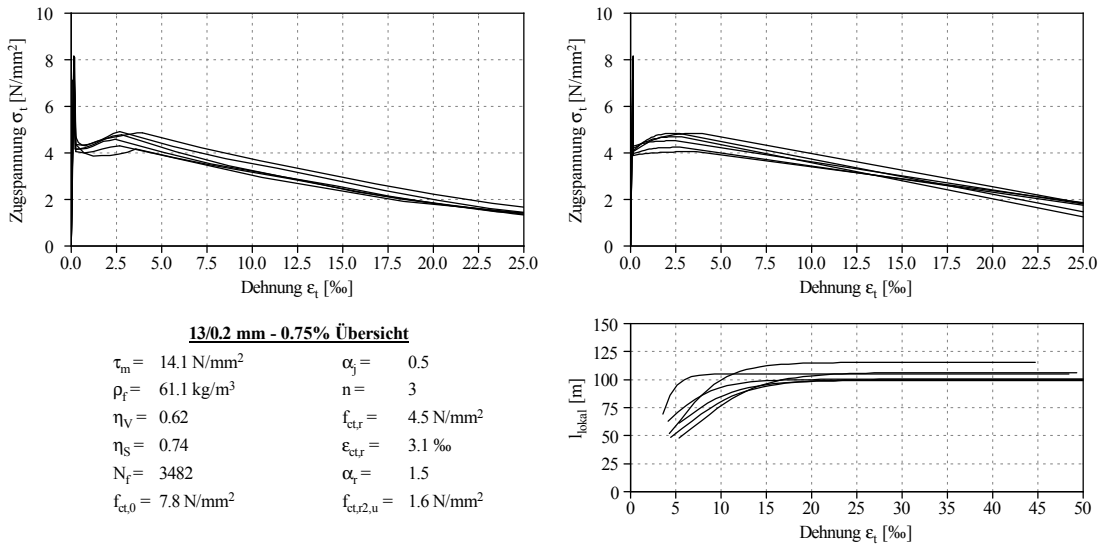 10
8
6
4
2
0
Zugspannung σt [N/mm²]
0.0 2.5 5.0 7.5 10.0 12.5 15.0 17.5 20.0 22.5 25.0
Dehnung εt [‰]
10
8
6
4
2
0
Zugspannung σt [N/mm²]
0.0 2.5 5.0 7.5 10.0 12.5 15.0 17.5 20.0 22.5 25.0
Dehnung εt [‰]
13/0.2 mm - 0.75% Übersicht
τm = 14.1 N/mm² αj = 0.5
ρf = 61.1 kg/m³ n = 3
ηV = 0.62 fct,r = 4.5 N/mm²
ηS = 0.74 εct,r = 3.1 ‰
Nf = 3482 αr = 1.5
fct,0 = 7.8 N/mm² fct,r2,u = 1.6 N/mm²
150
125
100
75
50
25
0
llokal [m]
0 5 10 15 20 25 30 35 40 45 50
Dehnung εt [‰]